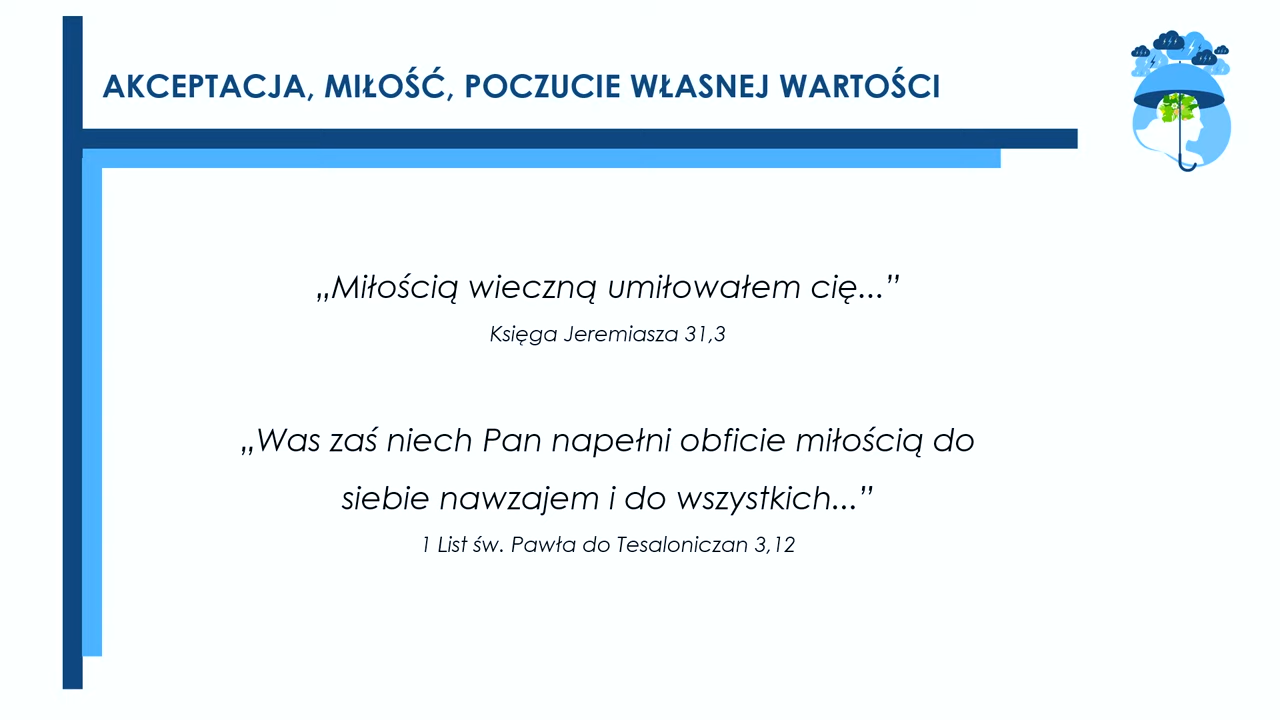 AKCEPTACJA, MIŁOŚĆ, POCZUCIE WŁASNEJ WARTOŚCI
„Miłością wieczną umiłowałem cię...”
Księga Jeremiasza 31,3
„Was zaś niech Pan napełni obficie miłością do
siebie nawzajem i do wszystkich...”
1 List św. Pawła do Tesaloniczan 3,12